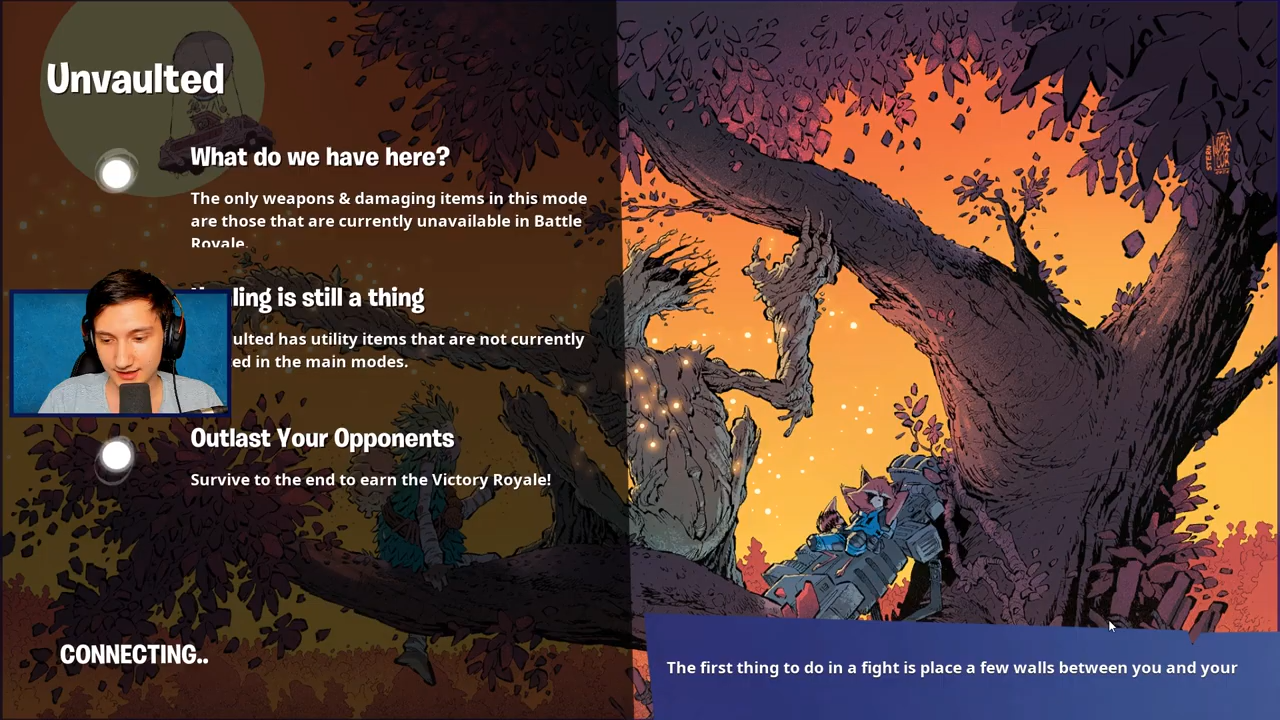 Unvaulted
What do we have here?
The only weapons & damaging items in this mode
are those that are currently unavailable in Battle
Royale.
ling is still a thing
ulted has utility items that are not currently
ed in the main modes.
Outlast Your Opponents
Survive to the end to earn the Victory Royale!
CONNECTING..
The first thing to do in a fight is place a few walls between you and your
STERN